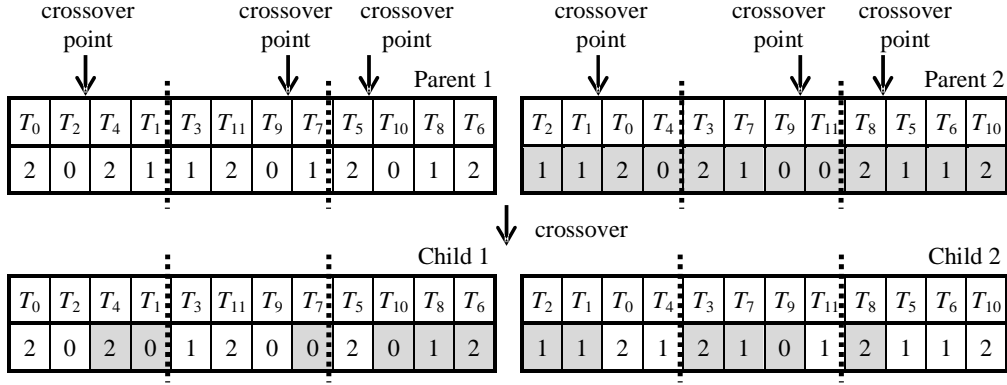 crossover point crossover point crossover point crossover point crossover point crossover point
Parent 1 Parent 2
T0 T2 T4 T1 T3 T11 T9 T7 T5 T10 T8 T6 T2 T1 T0 T4 T3 T7 T9 T11 T8 T5 T6 T10
2 0 2 1 1 2 0 1 2 0 1 2 1 1 2 0 2 1 0 0 2 1 1 2
crossover
Child 1 Child 2
T0 T2 T4 T1 T3 T11 T9 T7 T5 T10 T8 T6 T2 T1 T0 T4 T3 T7 T9 T11 T8 T5 T6 T10
2 0 2 0 1 2 0 0 2 0 1 2 1 1 2 1 2 1 0 1 2 1 1 2